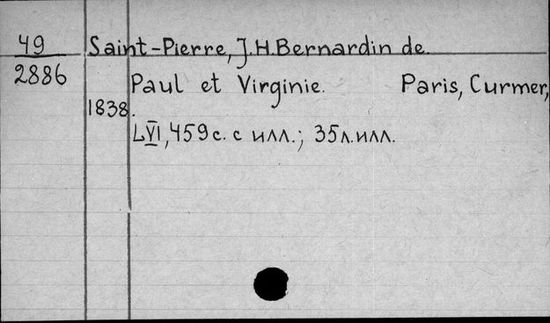 49 Saint-Pierre, J.H.Bernardin de.
2886 Paul et Virginie. Paris, Curmer,
1838.
LVI, 459 с. с илл.; 35 л. илл.